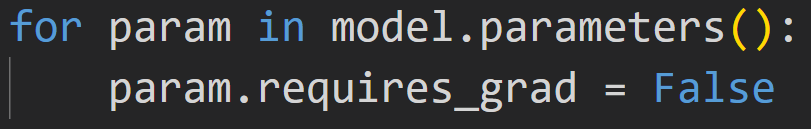 for param in model.parameters():
    param.requires_grad = False